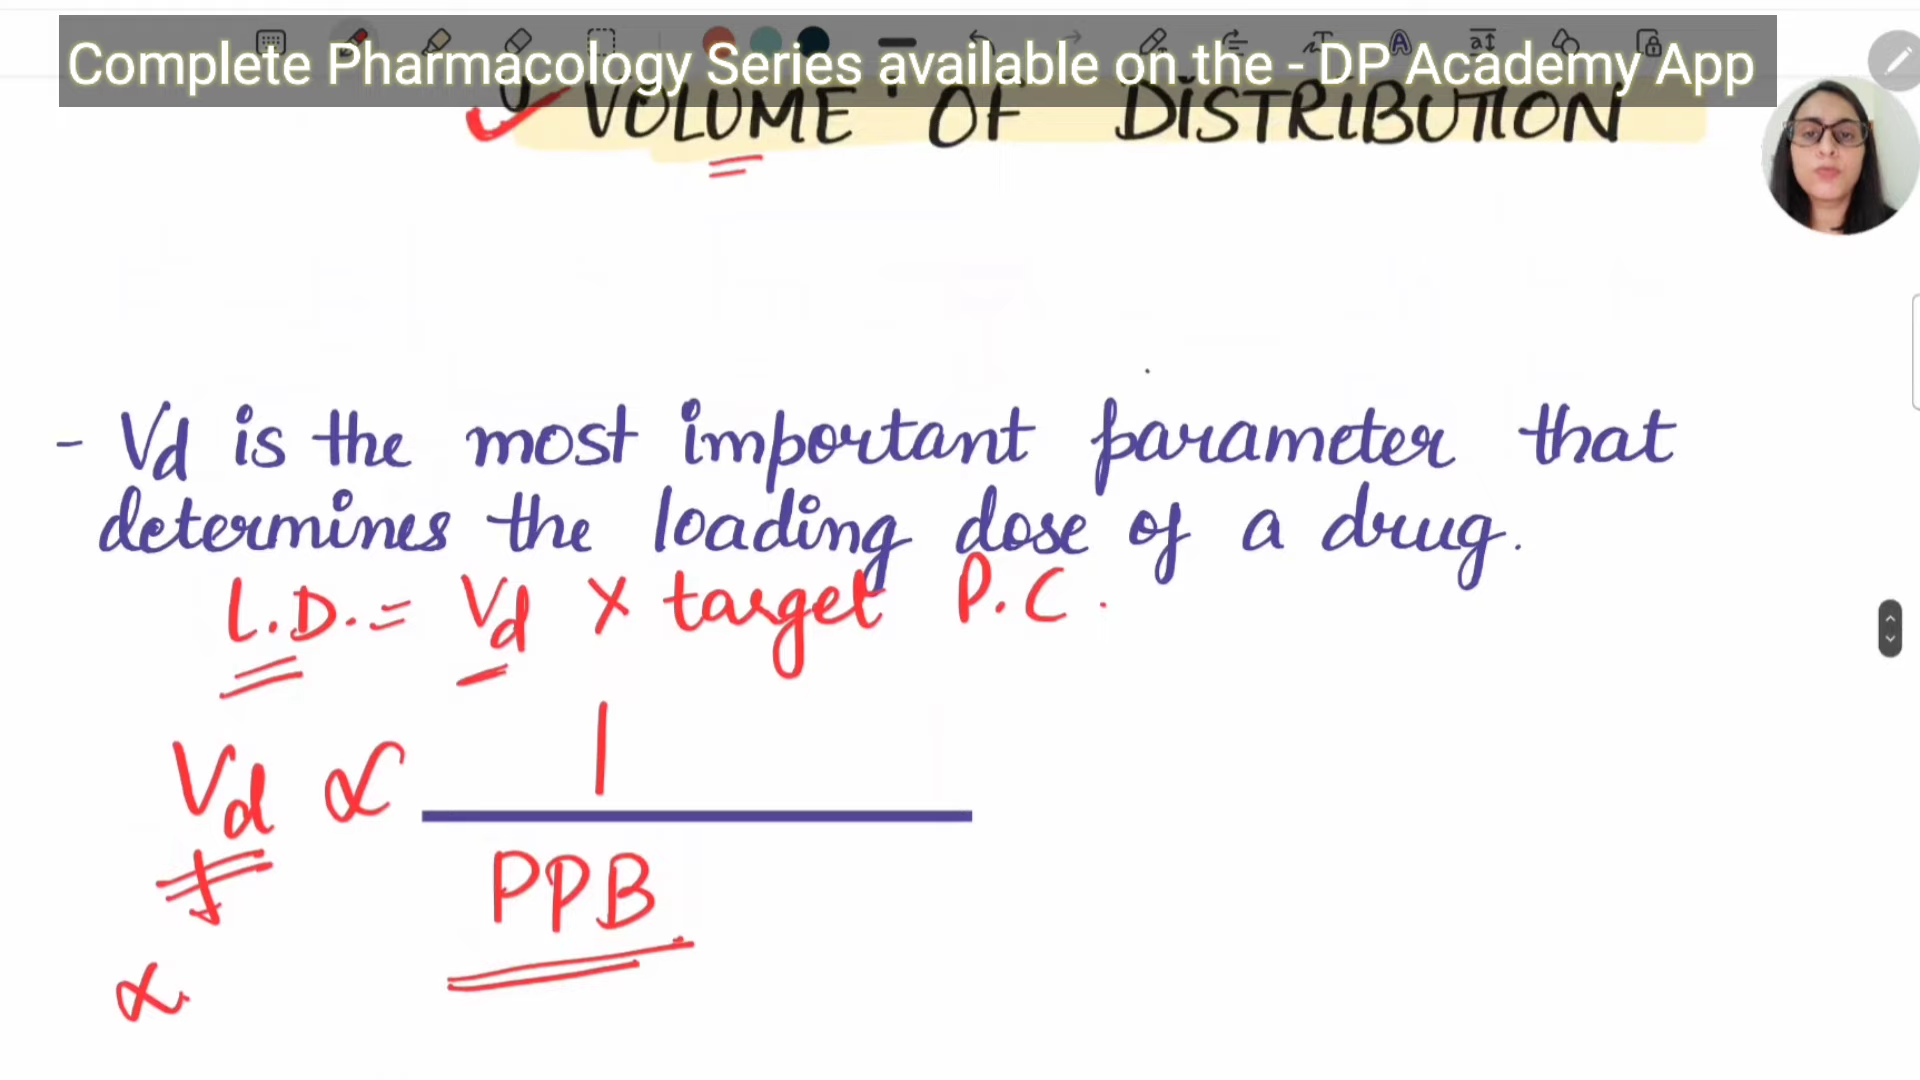 Complete Pharmacology Series available on the - DP Academy App
VOLUME OF DISTRIBUTION
- Vd is the most important parameter that
determines the loading dose of a drug.
L.D. = Vd X target P.C.
Vd ∝ 1
PPB
∝